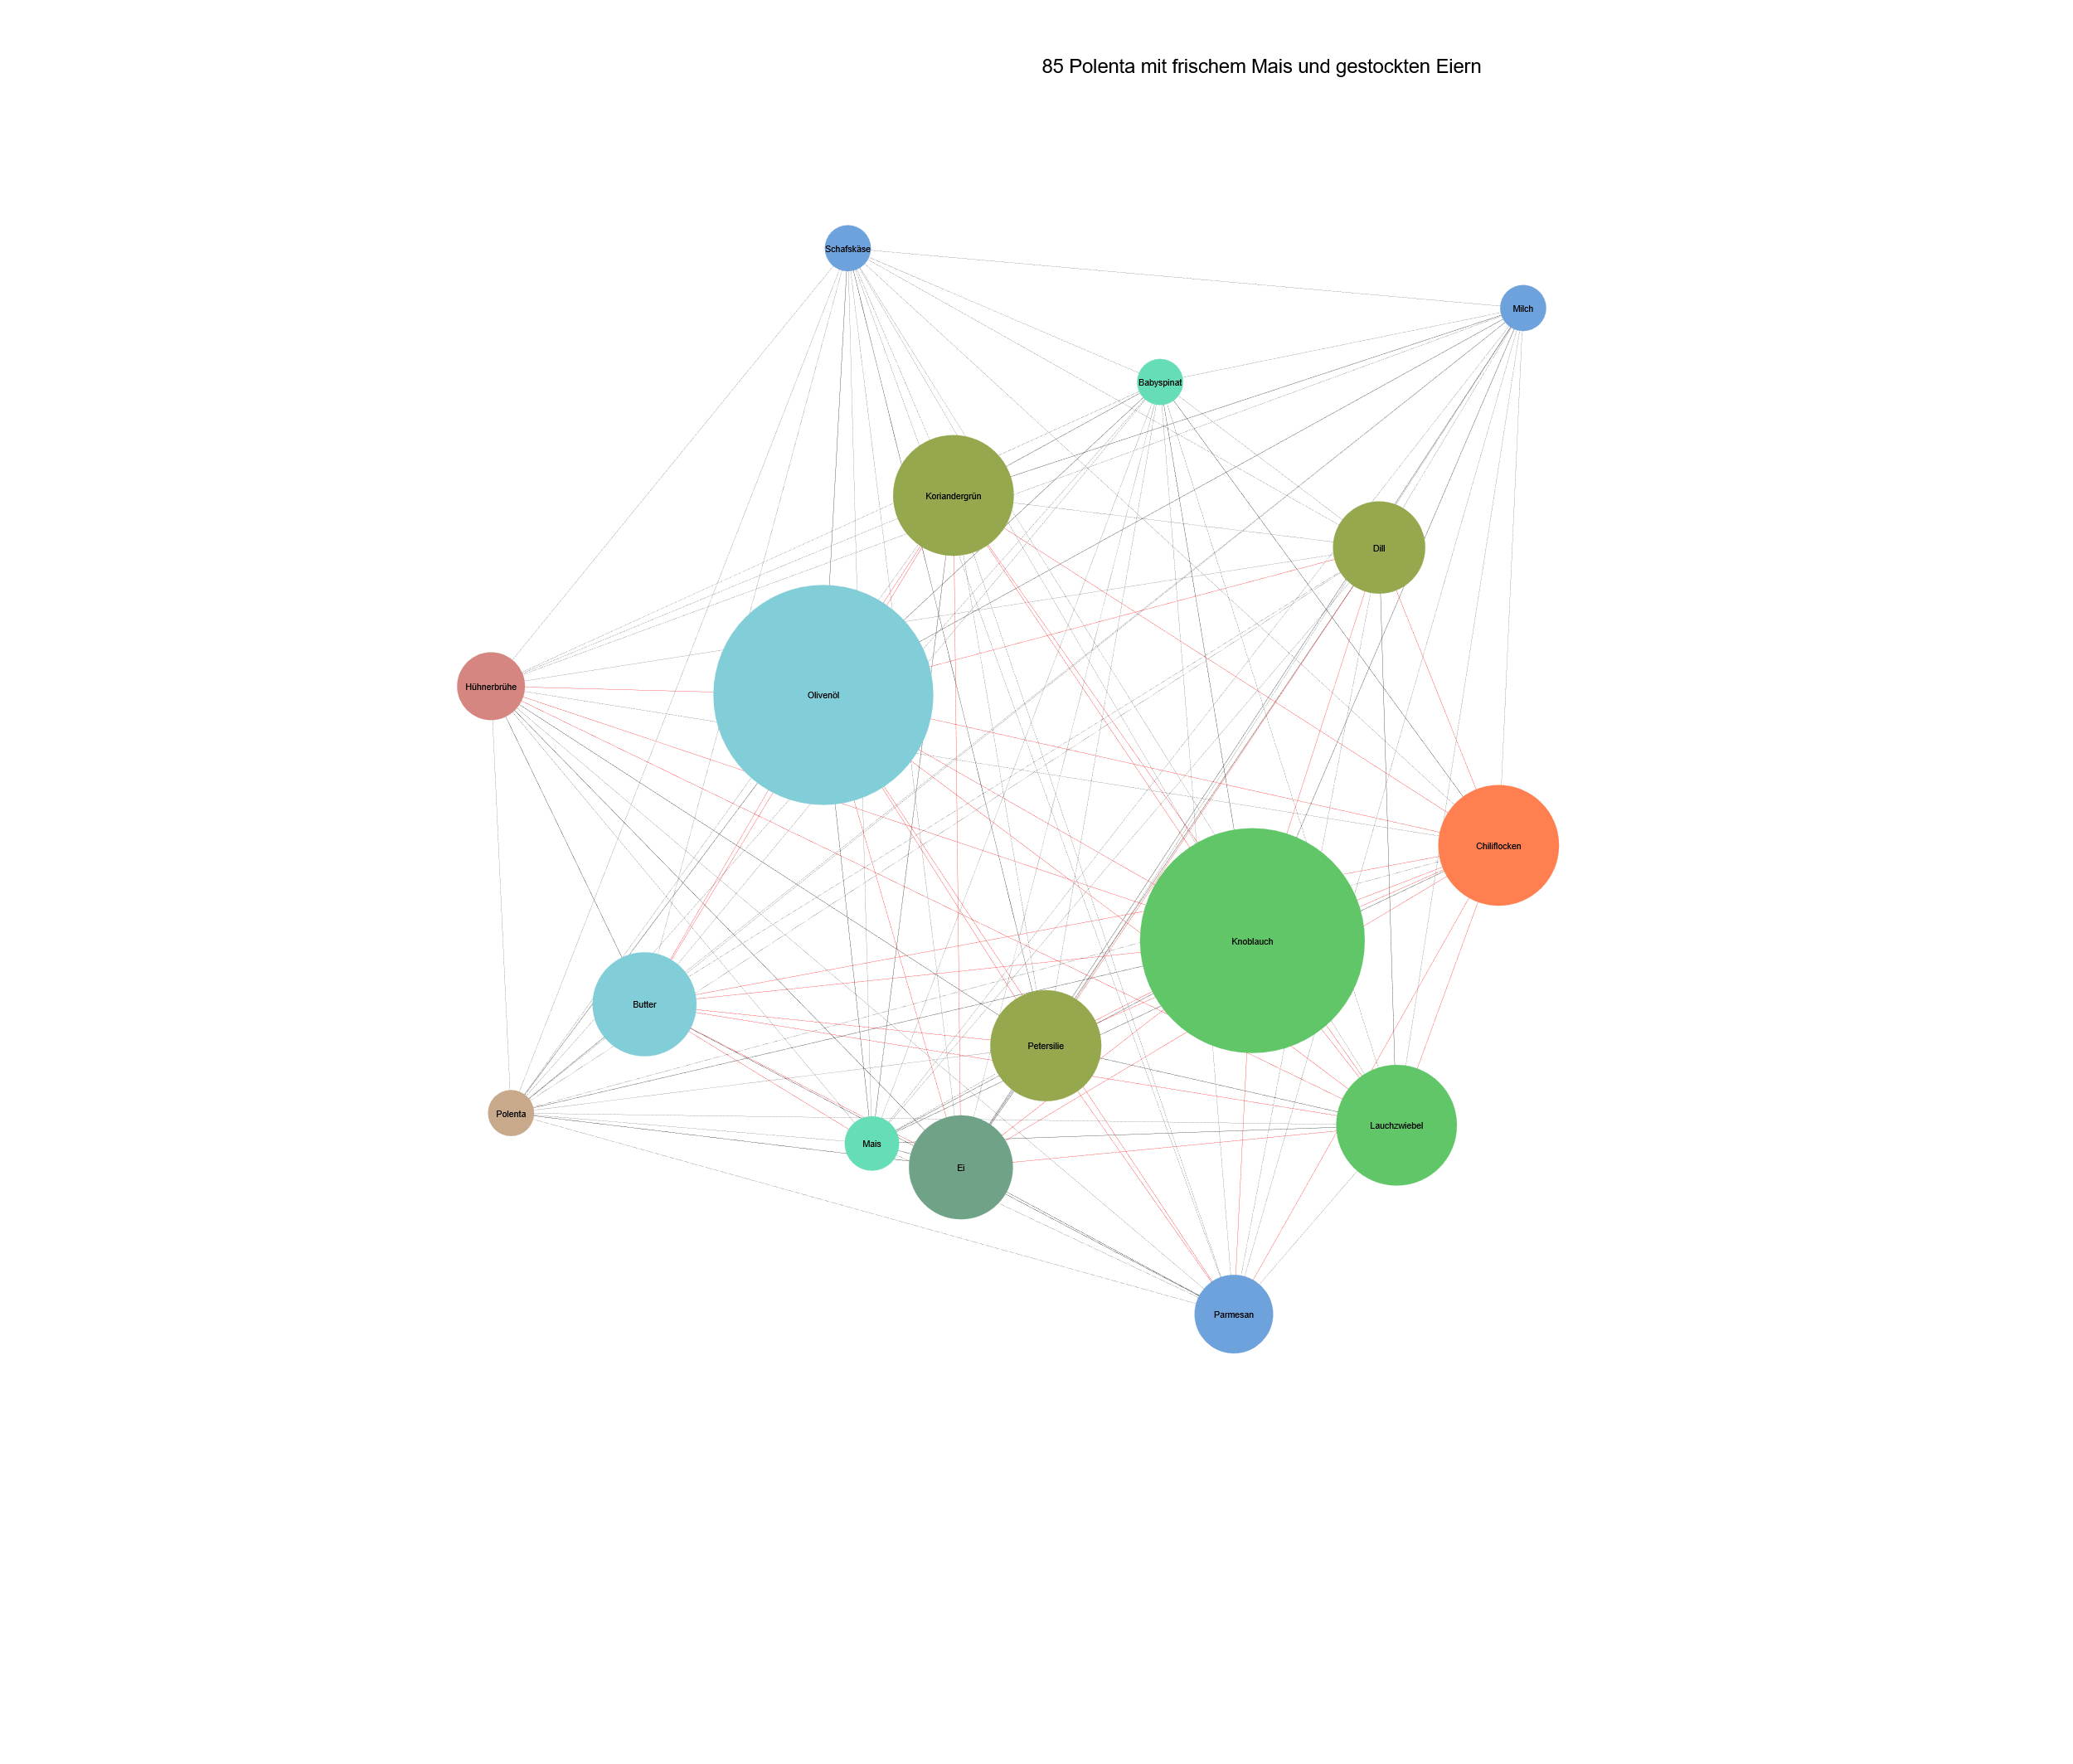 85 Polenta mit frischem Mais und gestockten Eiern
Schafskäse
Milch
Babyspinat
Koriandergrün
Dill
Hühnerbrühe
Olivenöl
Chiliflocken
Knoblauch
Butter
Petersilie
Polenta
Lauchzwiebel
Mais
Ei
Parmesan